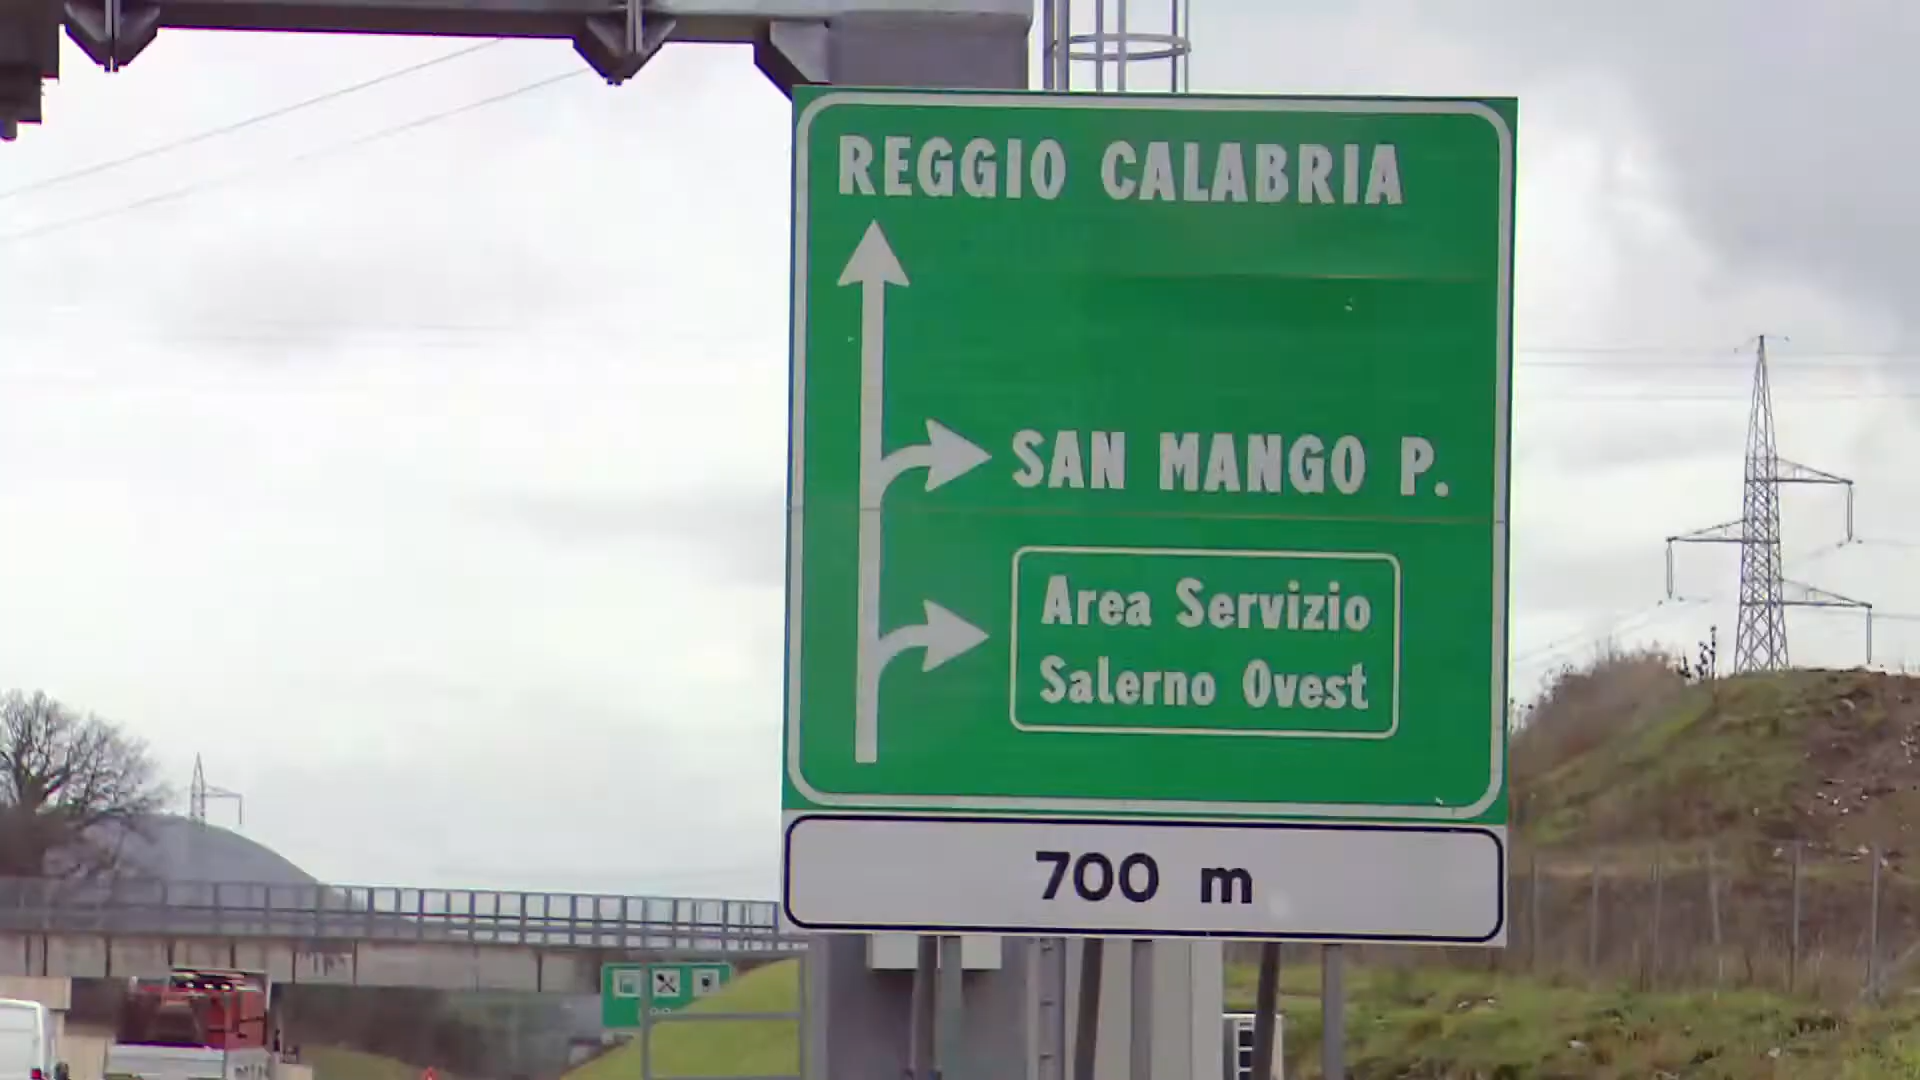 REGGIO CALABRIA
SAN MANGO P.
Area Servizio
Salerno Ovest
700 m